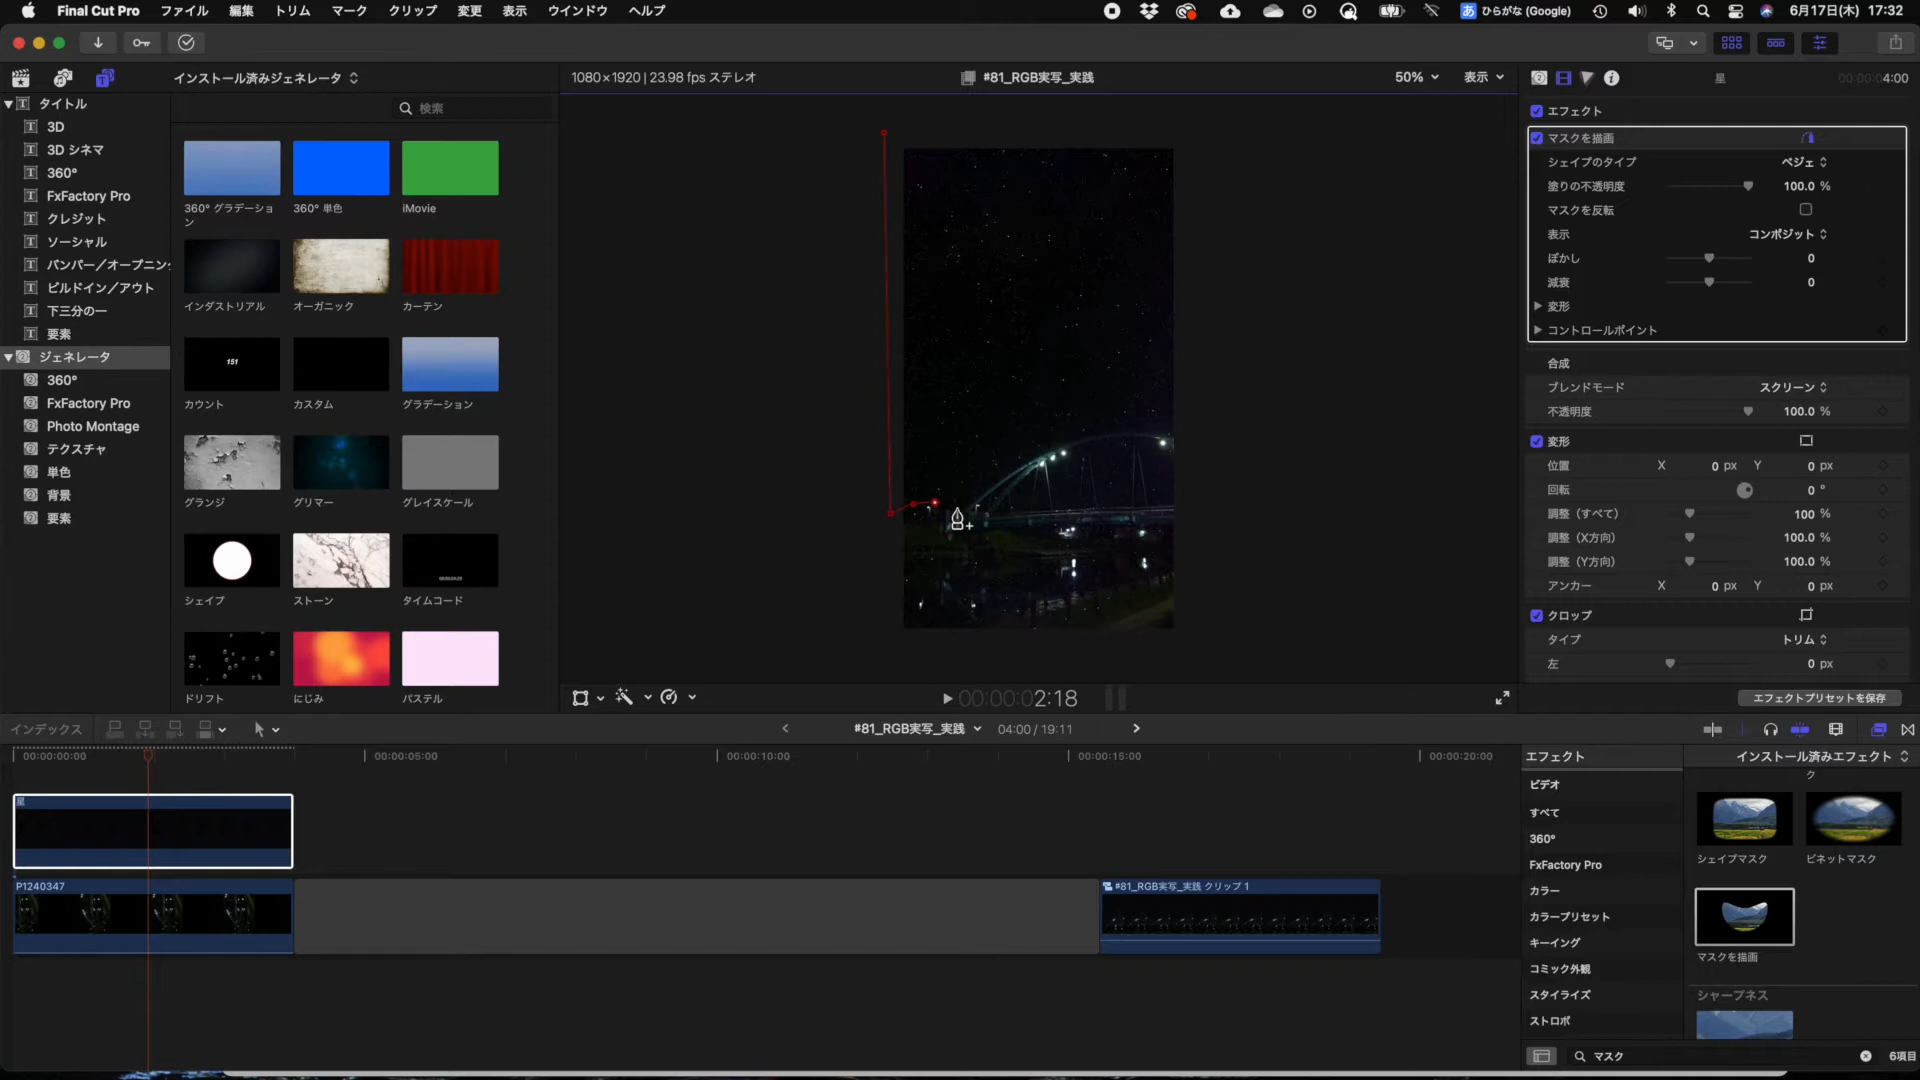 Final Cut Pro ファイル 編集 トリム マーク クリップ 変更 表示 ウインドウ ヘルプ
あ ひらがな (Google) 6月17日(木) 17:32
インストール済みジェネレータ
1080×1920 | 23.98 fps ステレオ
#81_RGB実写_実践
50% 表示
星
00:00:04:00
タイトル
検索
3D
3D シネマ
360°
FxFactory Pro
クレジット
ソーシャル
バンパー／オープニング
ビルドイン／アウト
下三分の一
要素
ジェネレータ
360°
FxFactory Pro
Photo Montage
テクスチャ
単色
背景
要素
360° グラデーション
360° 単色
iMovie
インダストリアル
オーガニック
カーテン
151
カウント
カスタム
グラデーション
グランジ
グリマー
グレイスケール
シェイプ
ストーン
タイムコード
ドリフト
にじみ
パステル
エフェクト
マスクを描画
シェイプのタイプ ベジェ
塗りの不透明度 100.0 %
マスクを反転
表示 コンポジット
ぼかし 0
減衰 0
変形
コントロールポイント
合成
ブレンドモード スクリーン
不透明度 100.0 %
変形
位置 X 0 px Y 0 px
回転 0 °
調整（すべて） 100 %
調整（X方向） 100.0 %
調整（Y方向） 100.0 %
アンカー X 0 px Y 0 px
クロップ
タイプ トリム
左 0 px
エフェクトプリセットを保存
00:00:02:18
インデックス
#81_RGB実写_実践 04:00 / 19:11
00:00:00:00 00:00:05:00 00:00:10:00 00:00:15:00 00:00:20:00
星
P1240347
#81_RGB実写_実践 クリップ 1
エフェクト
インストール済みエフェクト
ビデオ
すべて
360°
FxFactory Pro
カラー
カラープリセット
キーイング
コミック外観
スタイライズ
ストロボ
ク
シェイプマスク
ビネットマスク
マスクを描画
シャープネス
マスク
6項目